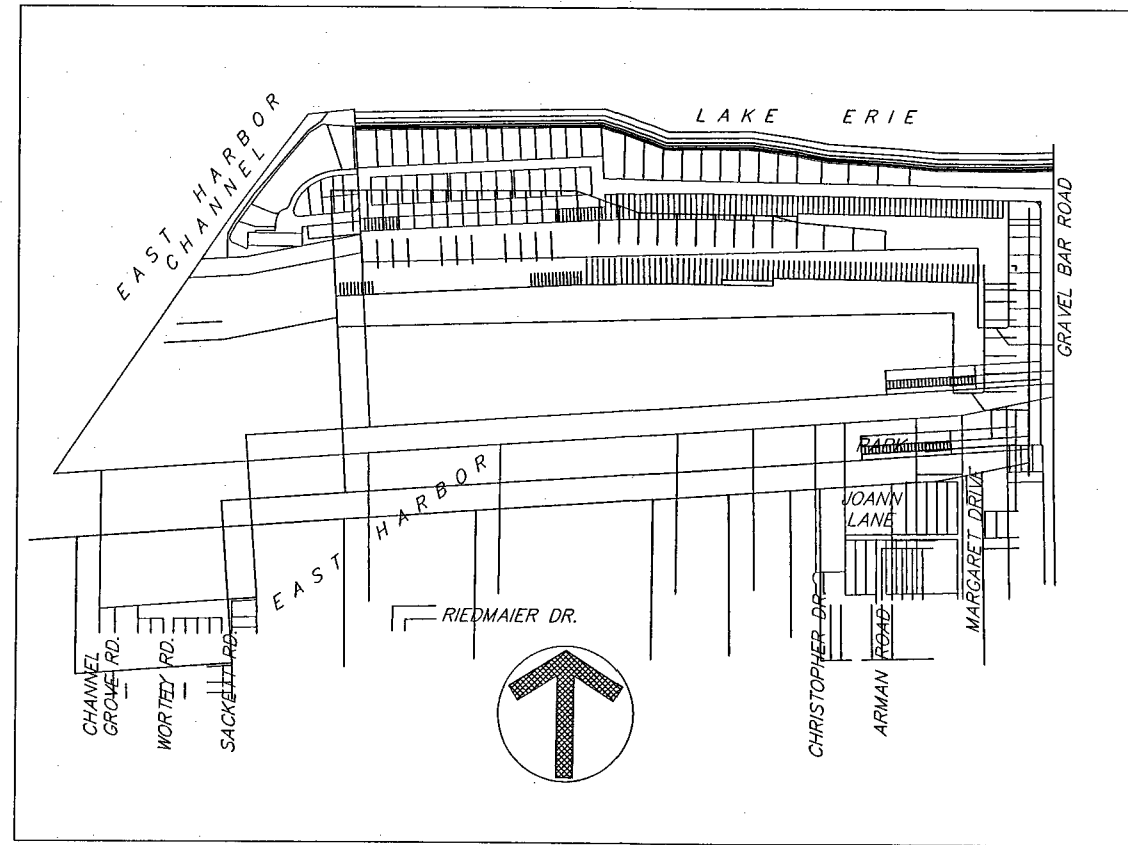 LAKE ERIE
EAST HARBOR
CHANNEL
GRAVEL BAR ROAD
EAST HARBOR
PARK
JOANN
LANE
MARGARET DRIVE
RIEDMAIER DR.
CHANNEL
GROVE RD.
WORTHY RD.
SACKETT RD.
CHRISTOPHER DR.
ARMAN ROAD